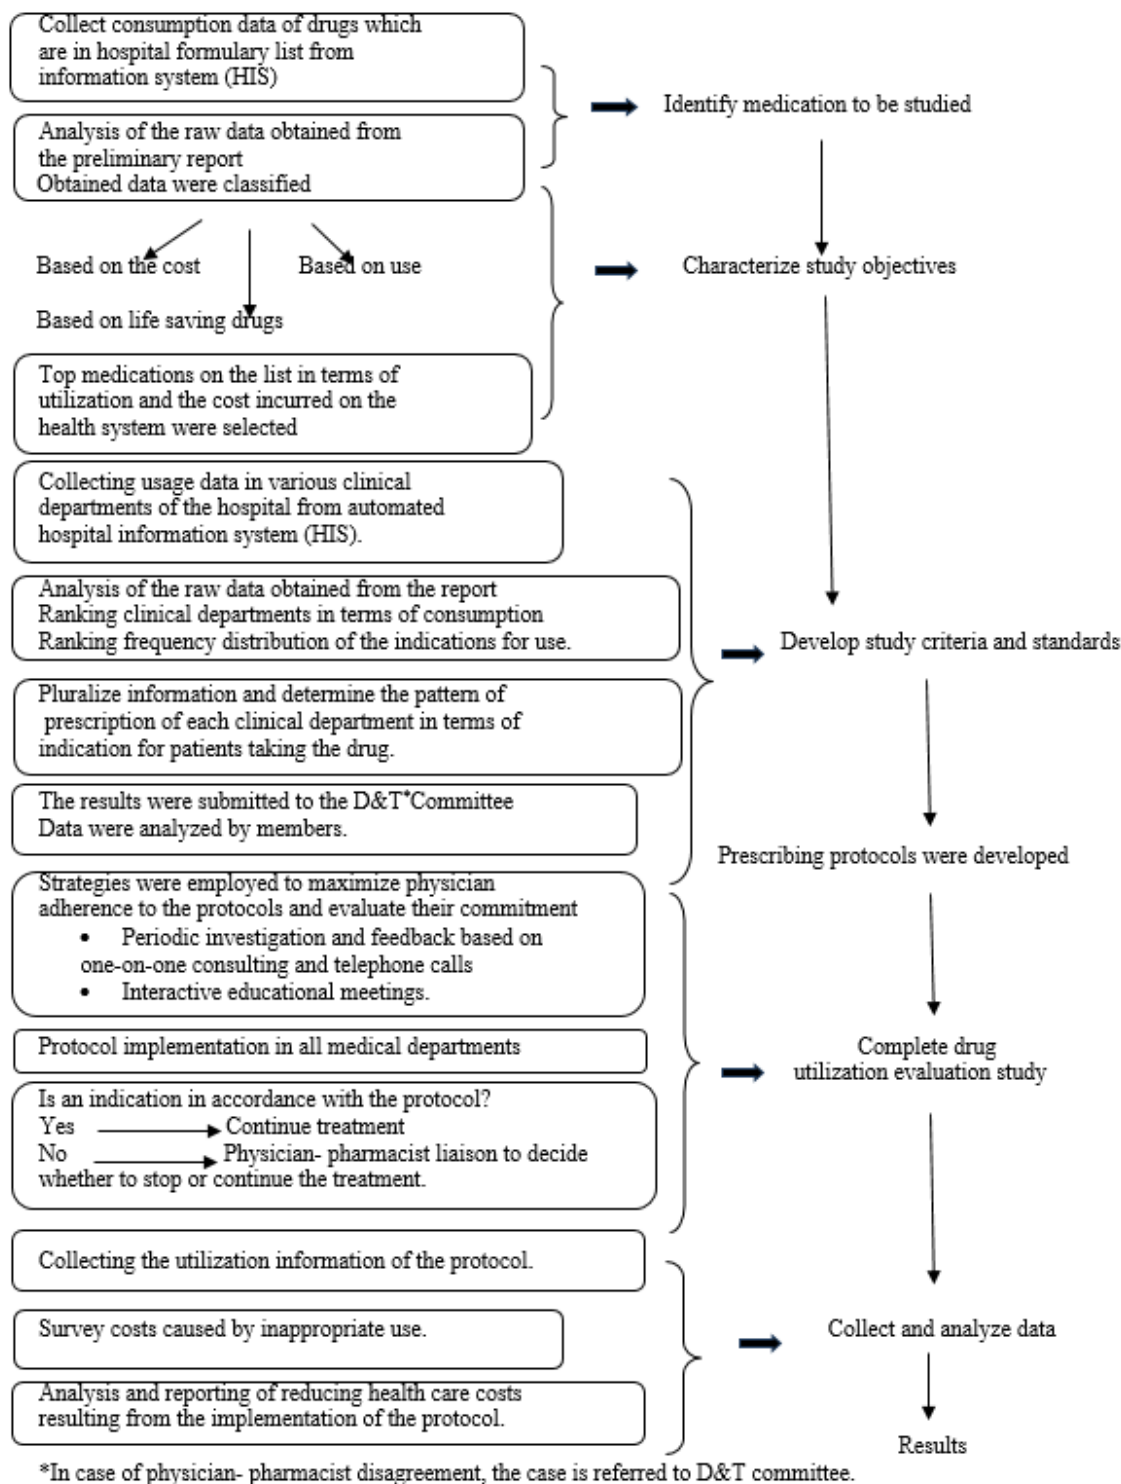 Collect consumption data of drugs which
are in hospital formulary list from
information system (HIS)
Identify medication to be studied
Analysis of the raw data obtained from
the preliminary report
Obtained data were classified
Based on the cost
Based on use
Characterize study objectives
Based on life saving drugs
Top medications on the list in terms of
utilization and the cost incurred on the
health system were selected
Collecting usage data in various clinical
departments of the hospital from automated
hospital information system (HIS).
Analysis of the raw data obtained from the report
Ranking clinical departments in terms of consumption
Ranking frequency distribution of the indications for use.
Develop study criteria and standards
Pluralize information and determine the pattern of
prescription of each clinical department in terms of
indication for patients taking the drug.
The results were submitted to the D&T*Committee
Data were analyzed by members.
Prescribing protocols were developed
Strategies were employed to maximize physician
adherence to the protocols and evaluate their commitment
• Periodic investigation and feedback based on
one-on-one consulting and telephone calls
• Interactive educational meetings.
Protocol implementation in all medical departments
Complete drug
utilization evaluation study
Is an indication in accordance with the protocol?
Yes Continue treatment
No Physician- pharmacist liaison to decide
whether to stop or continue the treatment.
Collecting the utilization information of the protocol.
Survey costs caused by inappropriate use.
Collect and analyze data
Analysis and reporting of reducing health care costs
resulting from the implementation of the protocol.
Results
*In case of physician- pharmacist disagreement, the case is referred to D&T committee.